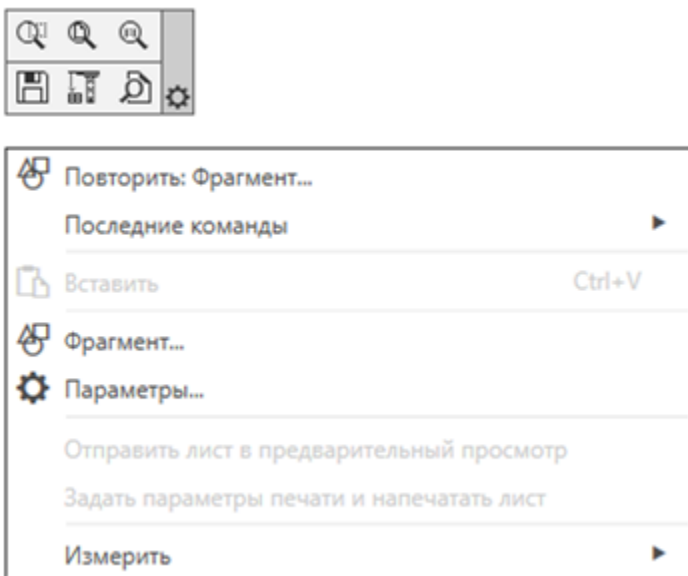 Повторить: Фрагмент...
Последние команды
Вставить Ctrl+V
Фрагмент...
Параметры...
Отправить лист в предварительный просмотр
Задать параметры печати и напечатать лист
Измерить